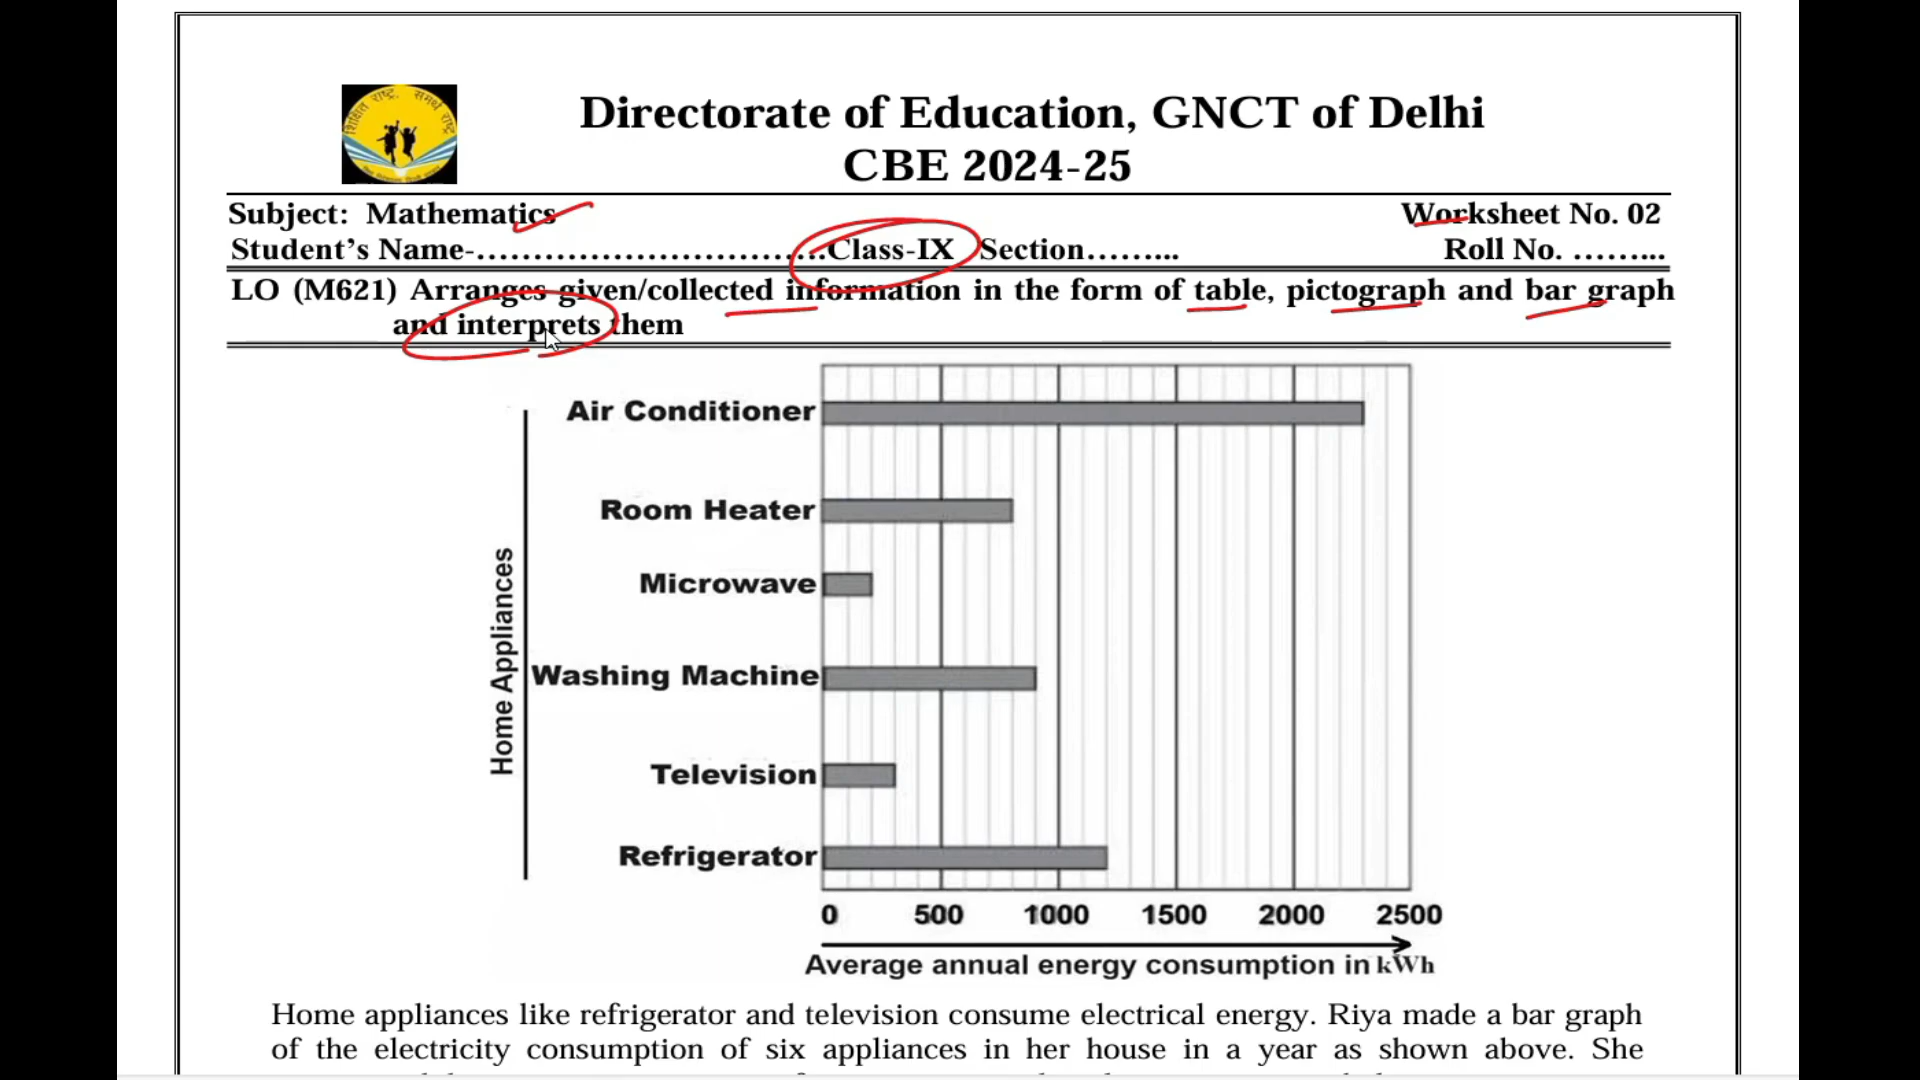 शिक्षित राष्ट्र, समर्थ राष्ट्र
Directorate of Education, GNCT of Delhi
CBE 2024-25
Subject: Mathematics
Worksheet No. 02
Student’s Name-................................Class-IX Section.........
Roll No. .........
LO (M621) Arranges given/collected information in the form of table, pictograph and bar graph
and interprets them
Home Appliances
Air Conditioner
Room Heater
Microwave
Washing Machine
Television
Refrigerator
0 500 1000 1500 2000 2500
Average annual energy consumption in kWh
Home appliances like refrigerator and television consume electrical energy. Riya made a bar graph
of the electricity consumption of six appliances in her house in a year as shown above. She